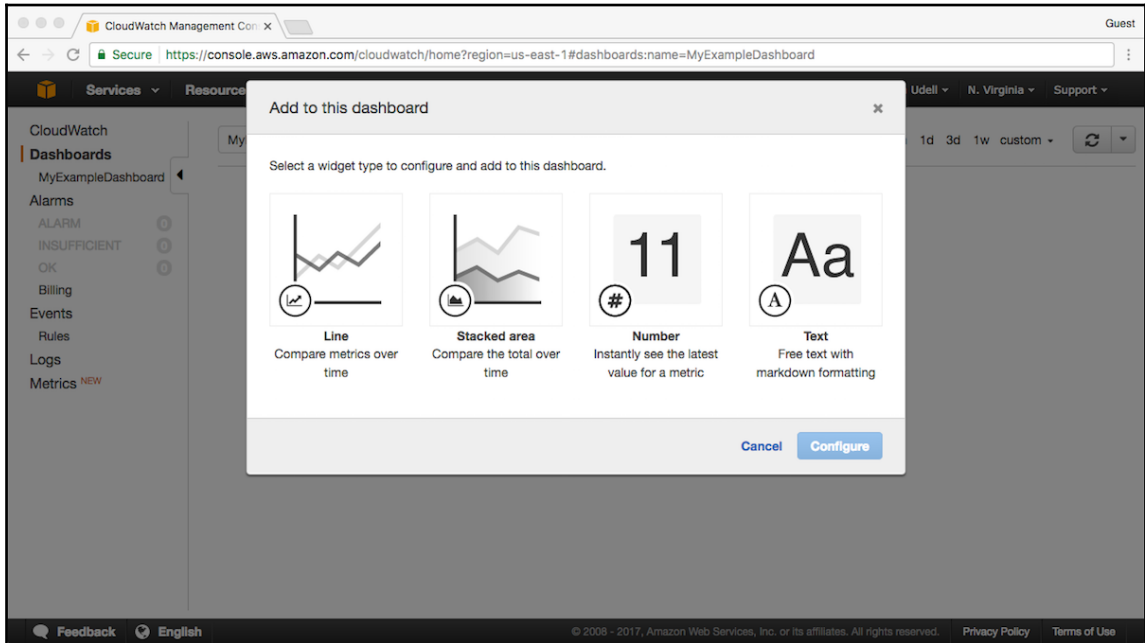 CloudWatch Management Con
Guest
Secure https://console.aws.amazon.com/cloudwatch/home?region=us-east-1#dashboards:name=MyExampleDashboard
Services Resource Udell N. Virginia Support
CloudWatch
Dashboards
MyExampleDashboard
Alarms
ALARM 0
INSUFFICIENT 0
OK 0
Billing
Events
Rules
Logs
Metrics NEW
My
1d 3d 1w custom
Add to this dashboard
Select a widget type to configure and add to this dashboard.
Line
Compare metrics over
time
Stacked area
Compare the total over
time
11
#
Number
Instantly see the latest
value for a metric
Aa
A
Text
Free text with
markdown formatting
Cancel Configure
Feedback English © 2008 - 2017, Amazon Web Services, Inc. or its affiliates. All rights reserved. Privacy Policy Terms of Use